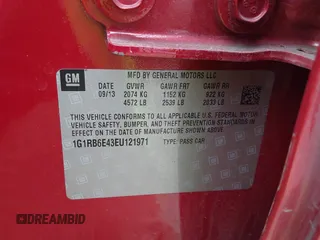 GM
MFD BY GENERAL MOTORS LLC
DATE GVWR GAWR FRT GAWR RR
09/13 2074 KG 1152 KG 922 KG
4572 LB 2539 LB 2033 LB
THIS VEHICLE CONFORMS TO ALL APPLICABLE U.S. FEDERAL MOTOR
VEHICLE SAFETY, BUMPER, AND THEFT PREVENTION STANDARDS
IN EFFECT ON THE DATE OF MANUFACTURE SHOWN ABOVE.
1G1RB6E43EU121971 TYPE: PASS CAR
DREAMBID